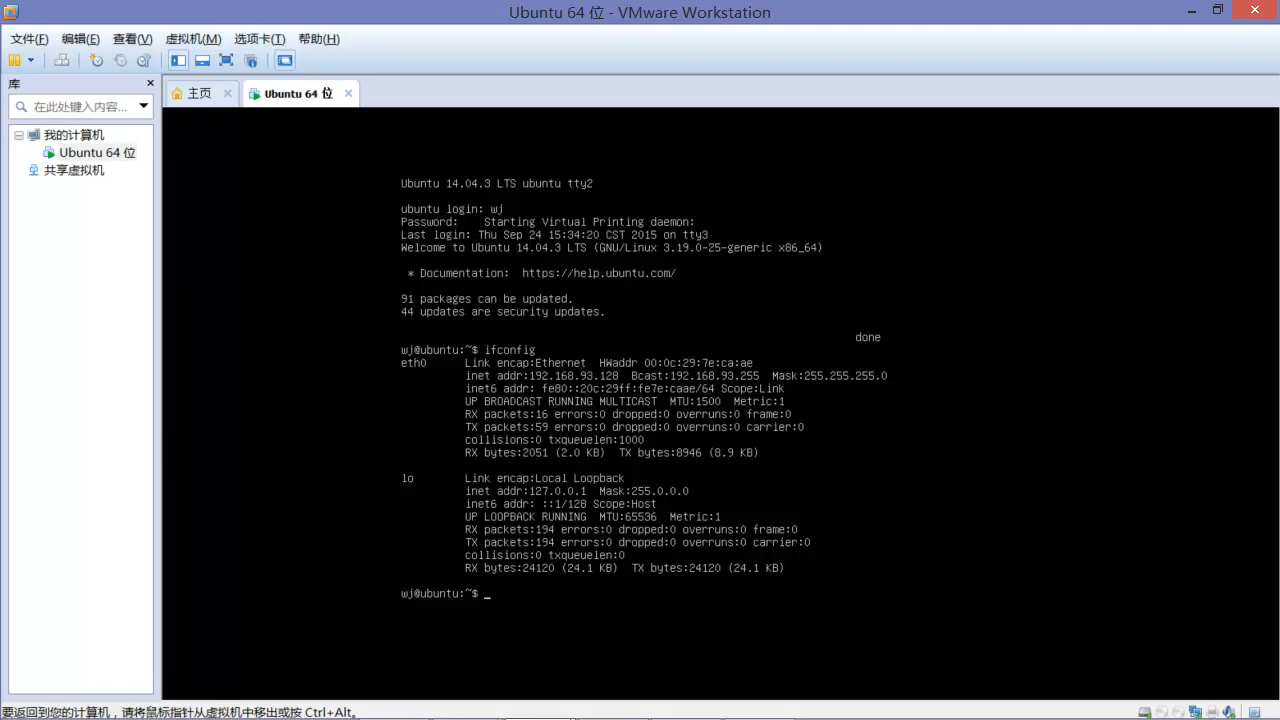 Ubuntu 64 位 - VMware Workstation
文件(F) 编辑(E) 查看(V) 虚拟机(M) 选项卡(T) 帮助(H)
库
在此处键入内容...
我的计算机
Ubuntu 64 位
共享虚拟机
主页
Ubuntu 64 位
Ubuntu 14.04.3 LTS ubuntu tty2
ubuntu login: wj
Password:    Starting Virtual Printing daemon:
Last login: Thu Sep 24 15:34:20 CST 2015 on tty3
Welcome to Ubuntu 14.04.3 LTS (GNU/Linux 3.19.0-25-generic x86_64)
 * Documentation:  https://help.ubuntu.com/
91 packages can be updated.
44 updates are security updates.
done
wj@ubuntu:~$ ifconfig
eth0      Link encap:Ethernet  HWaddr 00:0c:29:7e:ca:ae
          inet addr:192.168.93.128  Bcast:192.168.93.255  Mask:255.255.255.0
          inet6 addr: fe80::20c:29ff:fe7e:caae/64 Scope:Link
          UP BROADCAST RUNNING MULTICAST  MTU:1500  Metric:1
          RX packets:16 errors:0 dropped:0 overruns:0 frame:0
          TX packets:59 errors:0 dropped:0 overruns:0 carrier:0
          collisions:0 txqueuelen:1000
          RX bytes:2051 (2.0 KB)  TX bytes:8946 (8.9 KB)
lo        Link encap:Local Loopback
          inet addr:127.0.0.1  Mask:255.0.0.0
          inet6 addr: ::1/128 Scope:Host
          UP LOOPBACK RUNNING  MTU:65536  Metric:1
          RX packets:194 errors:0 dropped:0 overruns:0 frame:0
          TX packets:194 errors:0 dropped:0 overruns:0 carrier:0
          collisions:0 txqueuelen:0
          RX bytes:24120 (24.1 KB)  TX bytes:24120 (24.1 KB)
wj@ubuntu:~$ _
要返回到您的计算机，请将鼠标指针从虚拟机中移出或按 Ctrl+Alt。